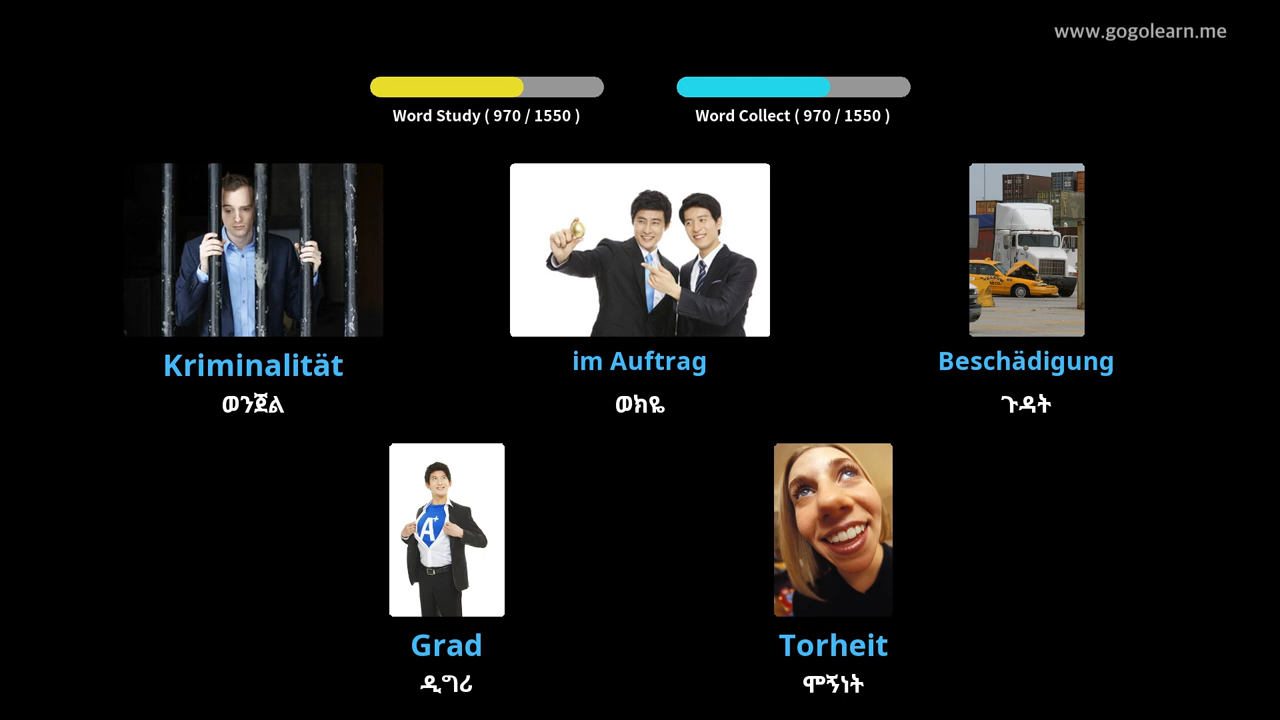 www.gogolearn.me
Word Study ( 970 / 1550 )
Word Collect ( 970 / 1550 )
Kriminalität
ወንጀል
im Auftrag
ወክዬ
Beschädigung
ጉዳት
A+
Grad
ዲግሪ
Torheit
ሞኝነት